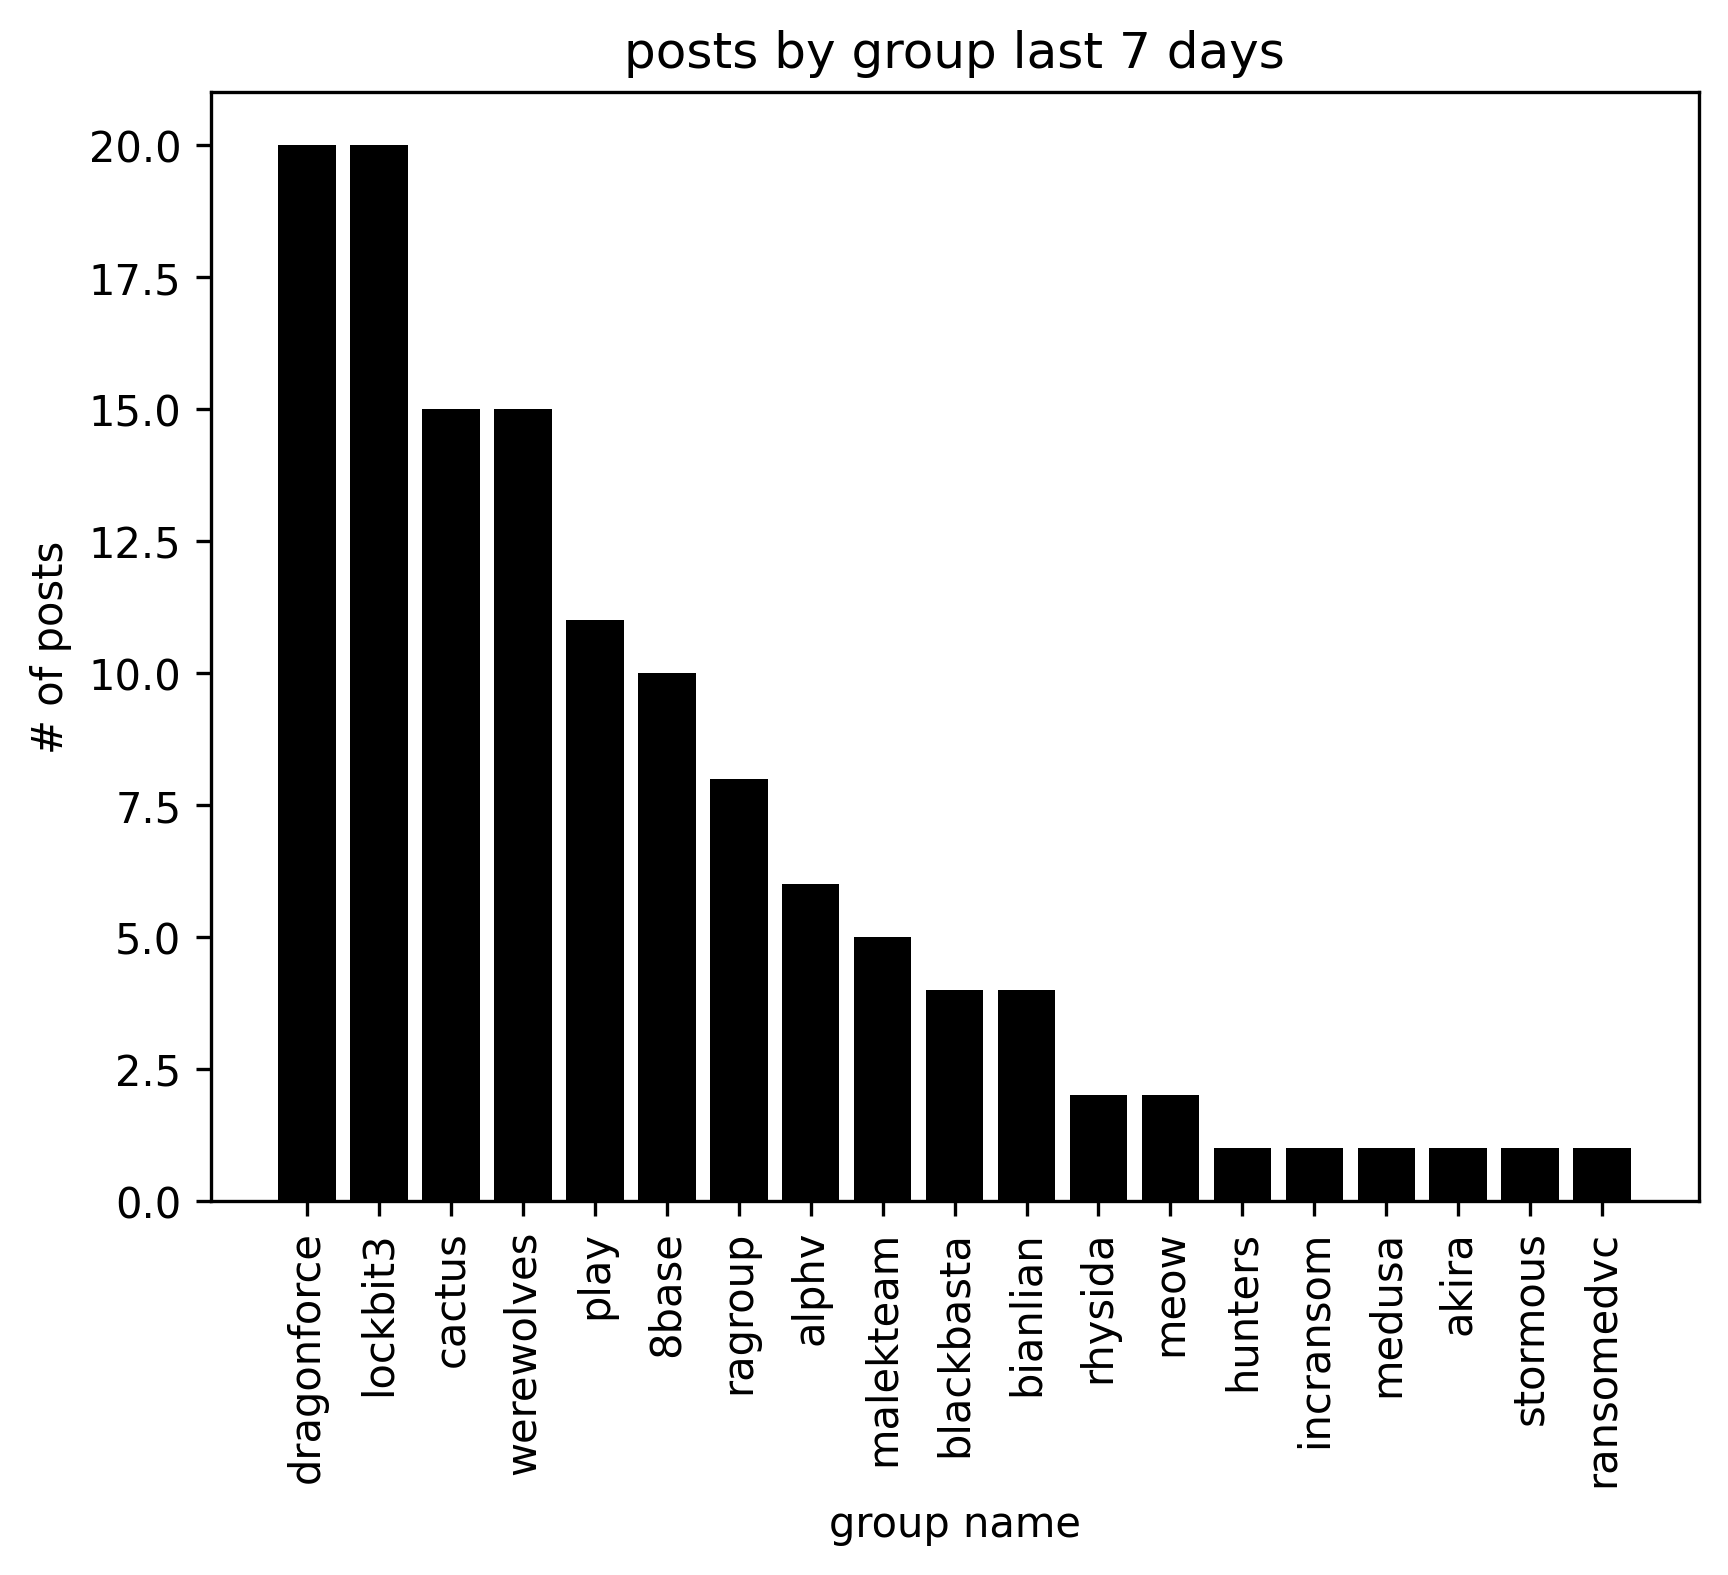 posts by group last 7 days
# of posts
20.0
17.5
15.0
12.5
10.0
7.5
5.0
2.5
0.0
dragonforce
lockbit3
cactus
werewolves
play
8base
ragroup
alphv
malekteam
blackbasta
bianlian
rhysida
meow
hunters
incransom
medusa
akira
stormous
ransomedvc
group name